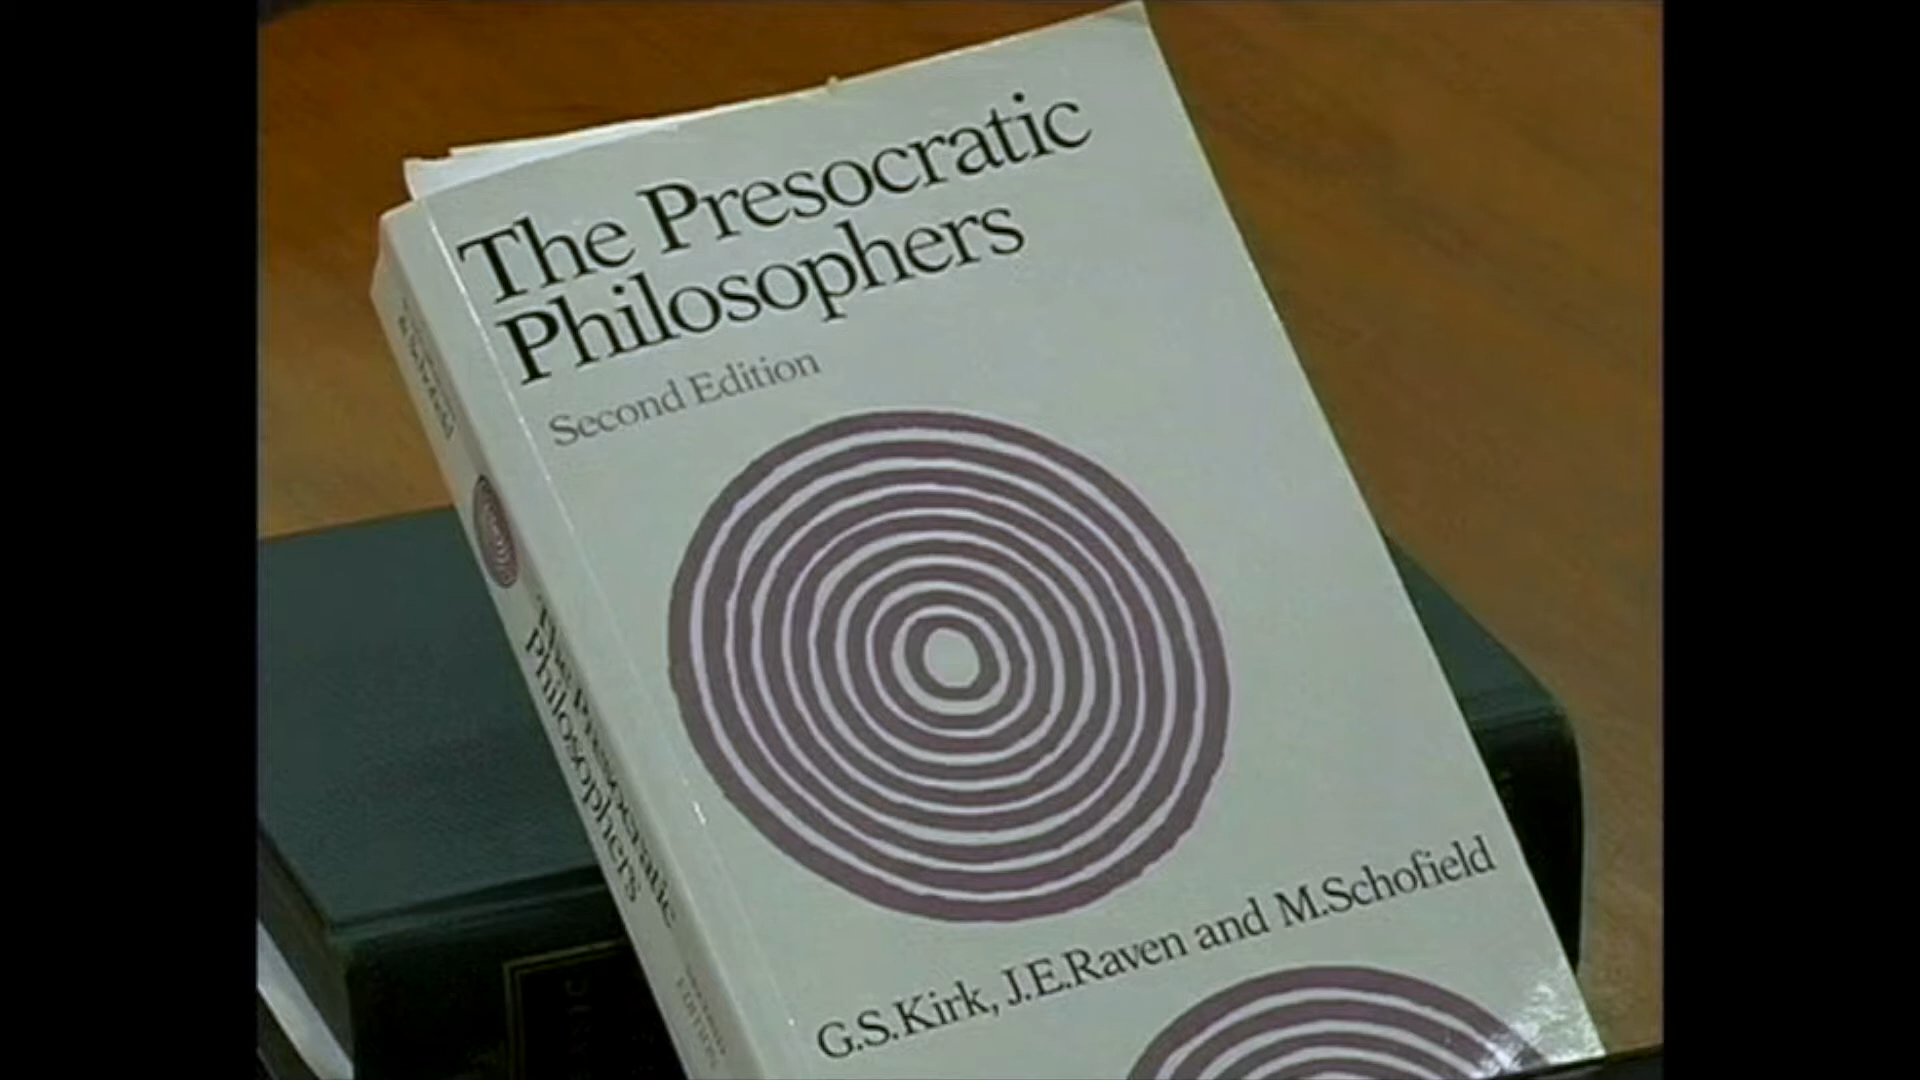 The Presocratic
Philosophers
Second Edition
G.S.Kirk, J.E.Raven and M.Schofield
The Presocratic
Philosophers